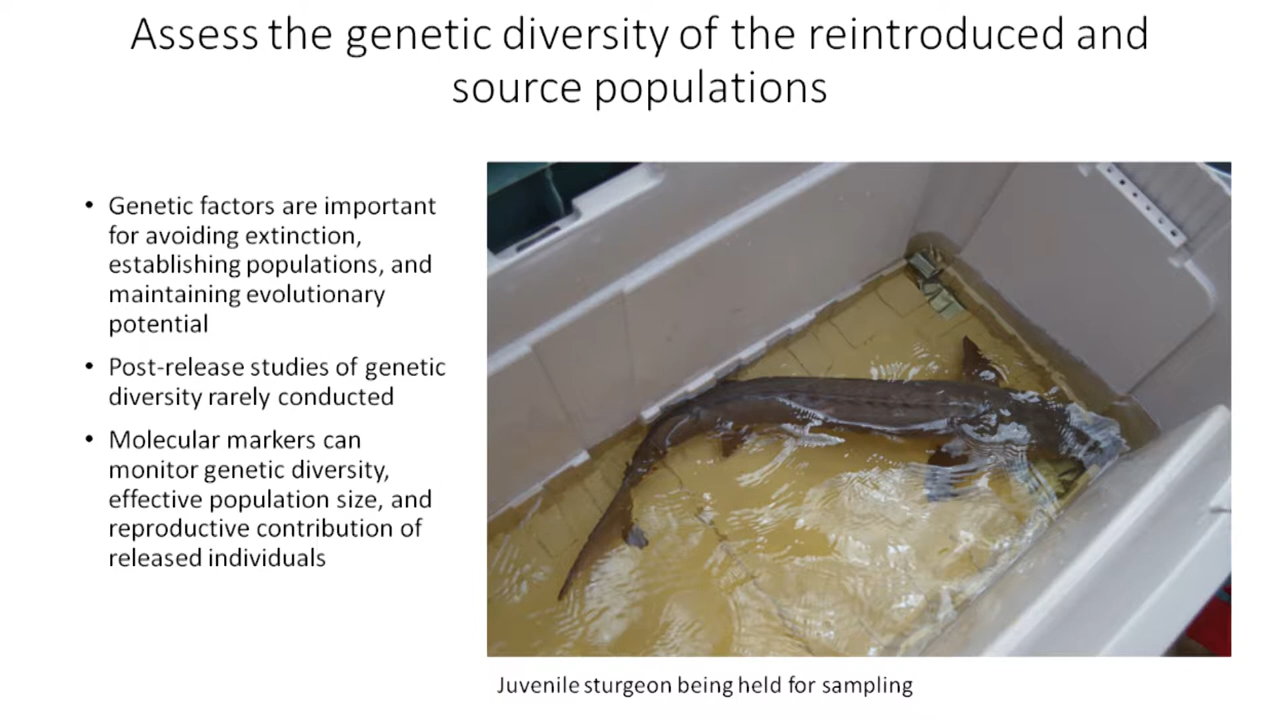 Assess the genetic diversity of the reintroduced and
source populations
• Genetic factors are important
for avoiding extinction,
establishing populations, and
maintaining evolutionary
potential
• Post-release studies of genetic
diversity rarely conducted
• Molecular markers can
monitor genetic diversity,
effective population size, and
reproductive contribution of
released individuals
Juvenile sturgeon being held for sampling